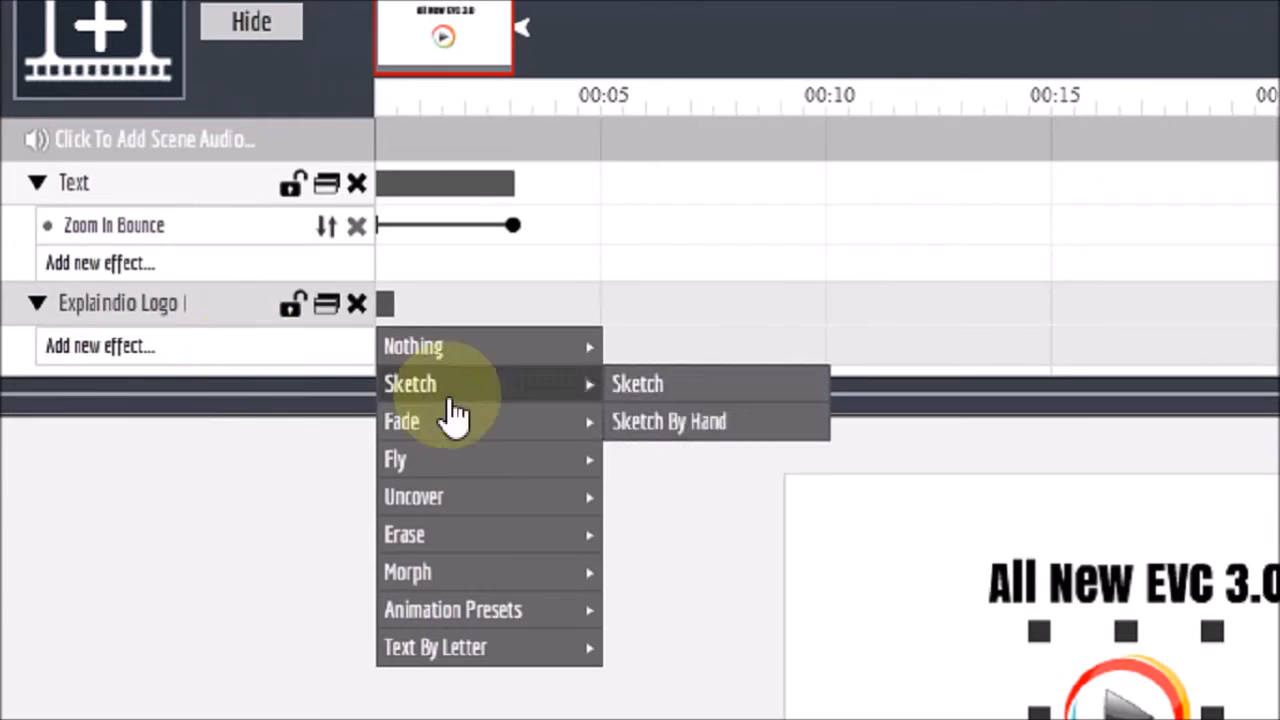 All New EVC 3.0
Hide
00:05 00:10 00:15 00
Click To Add Scene Audio...
Text
Zoom In Bounce
Add new effect...
Explaindio Logo
Add new effect...
Nothing
Sketch
Sketch
Fade
Sketch By Hand
Fly
Uncover
Erase
Morph
Animation Presets
Text By Letter
All New EVC 3.0